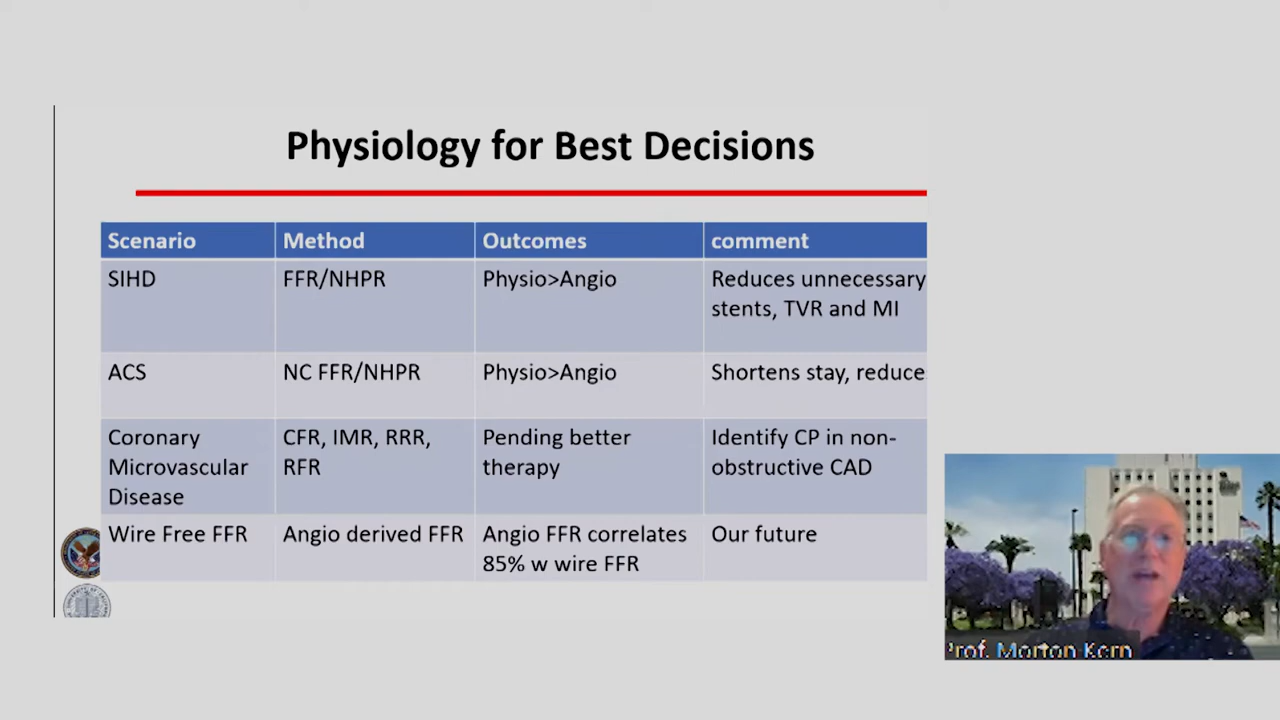 Physiology for Best Decisions
Scenario Method Outcomes comment
SIHD FFR/NHPR Physio>Angio Reduces unnecessary
stents, TVR and MI
ACS NC FFR/NHPR Physio>Angio Shortens stay, reduce
Coronary CFR, IMR, RRR, Pending better Identify CP in non-
Microvascular RFR therapy obstructive CAD
Disease
Wire Free FFR Angio derived FFR Angio FFR correlates Our future
85% w wire FFR
Prof. Morton Kern